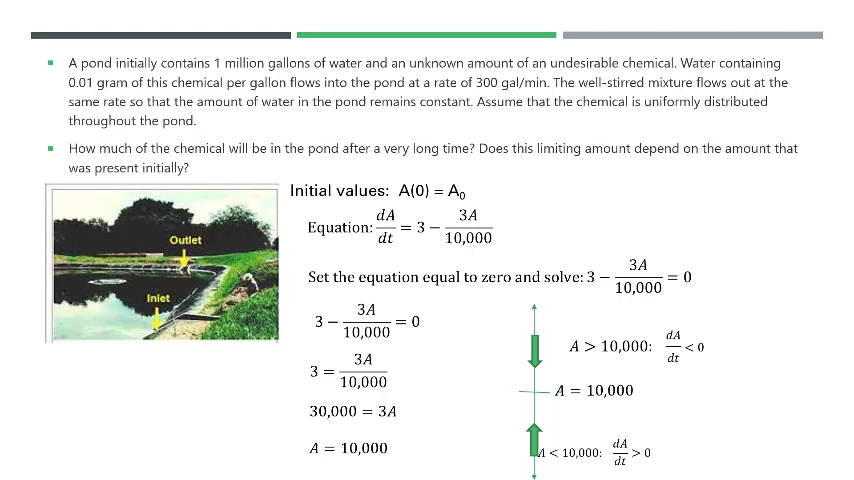 A pond initially contains 1 million gallons of water and an unknown amount of an undesirable chemical. Water containing
0.01 gram of this chemical per gallon flows into the pond at a rate of 300 gal/min. The well-stirred mixture flows out at the
same rate so that the amount of water in the pond remains constant. Assume that the chemical is uniformly distributed
throughout the pond.
How much of the chemical will be in the pond after a very long time? Does this limiting amount depend on the amount that
was present initially?
Outlet
Inlet
Initial values: A(0) = A₀
Equation: dA/dt = 3 − 3A/10,000
Set the equation equal to zero and solve: 3 − 3A/10,000 = 0
3 − 3A/10,000 = 0
3 = 3A/10,000
30,000 = 3A
A = 10,000
A > 10,000: dA/dt < 0
A = 10,000
A < 10,000: dA/dt > 0